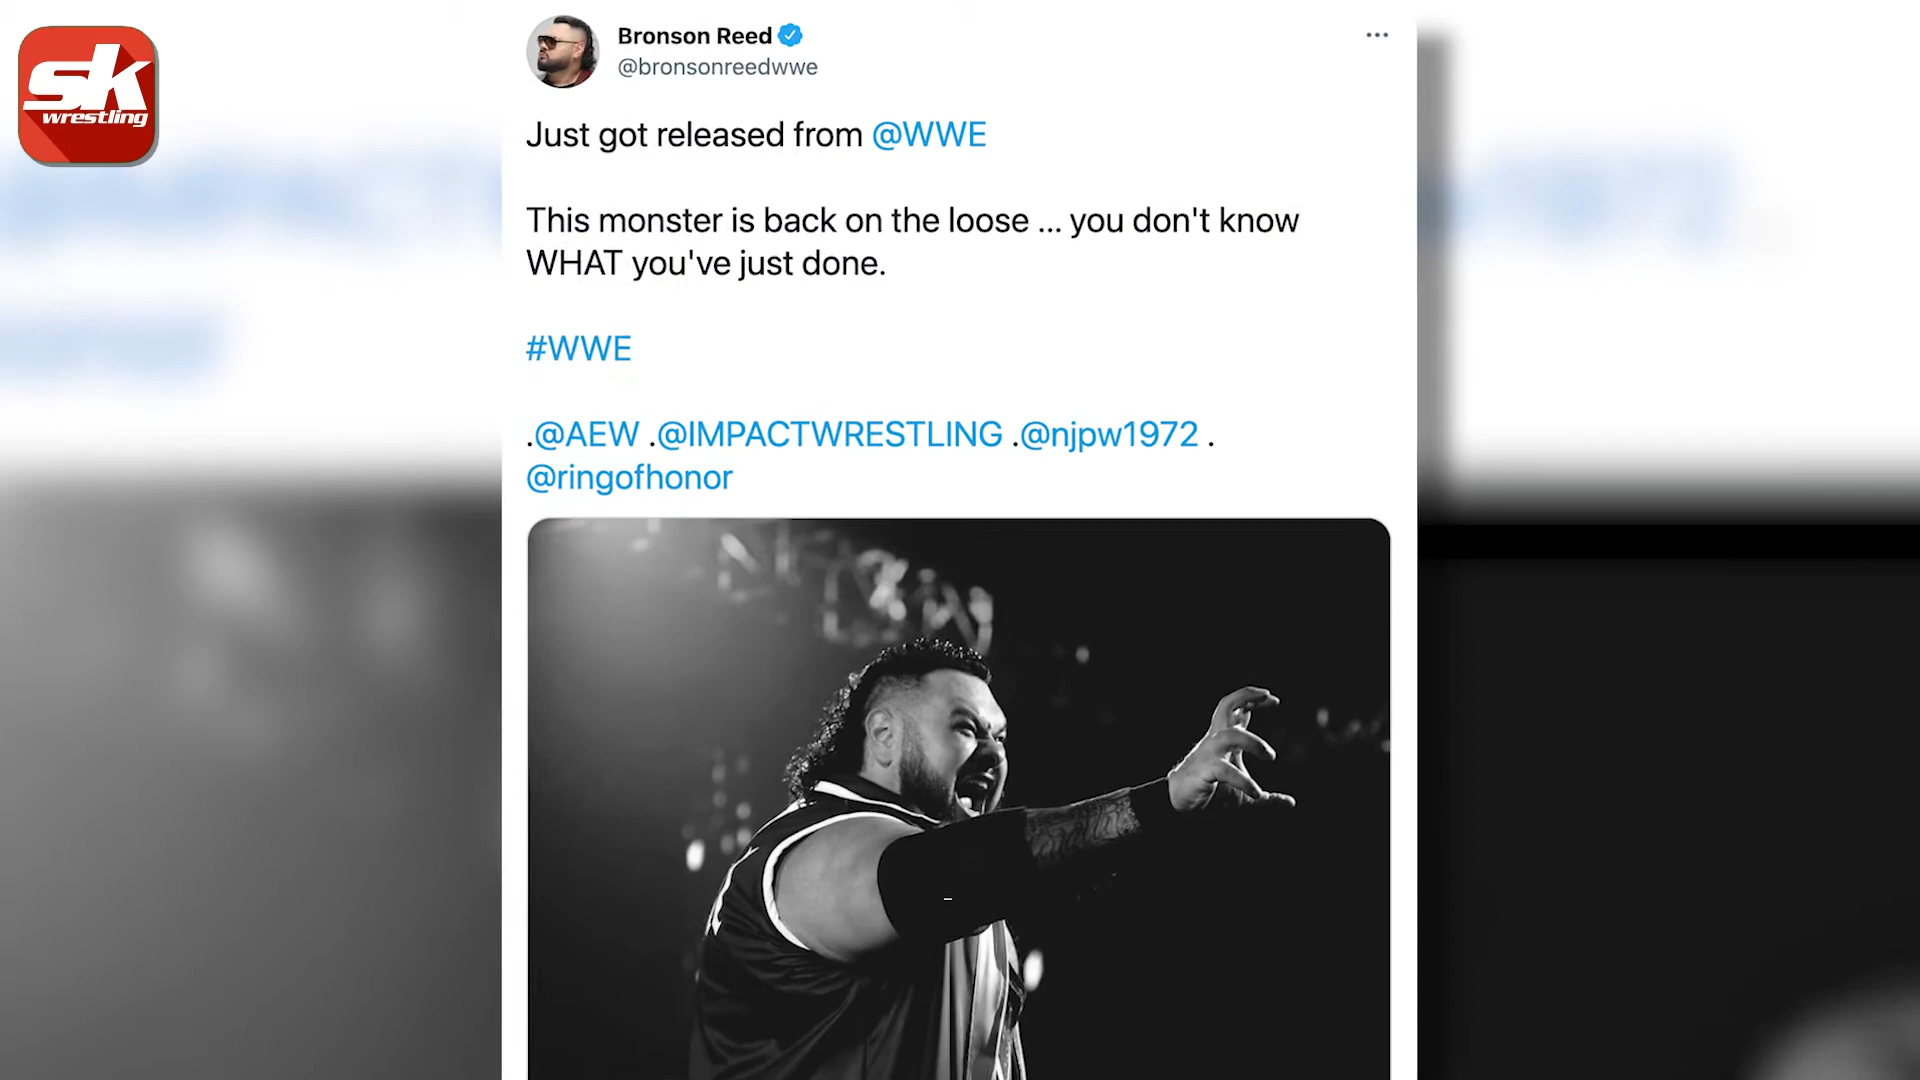 sk
wrestling
Bronson Reed
@bronsonreedwwe
Just got released from @WWE
This monster is back on the loose ... you don't know
WHAT you've just done.
#WWE
.@AEW .@IMPACTWRESTLING .@njpw1972 .
@ringofhonor